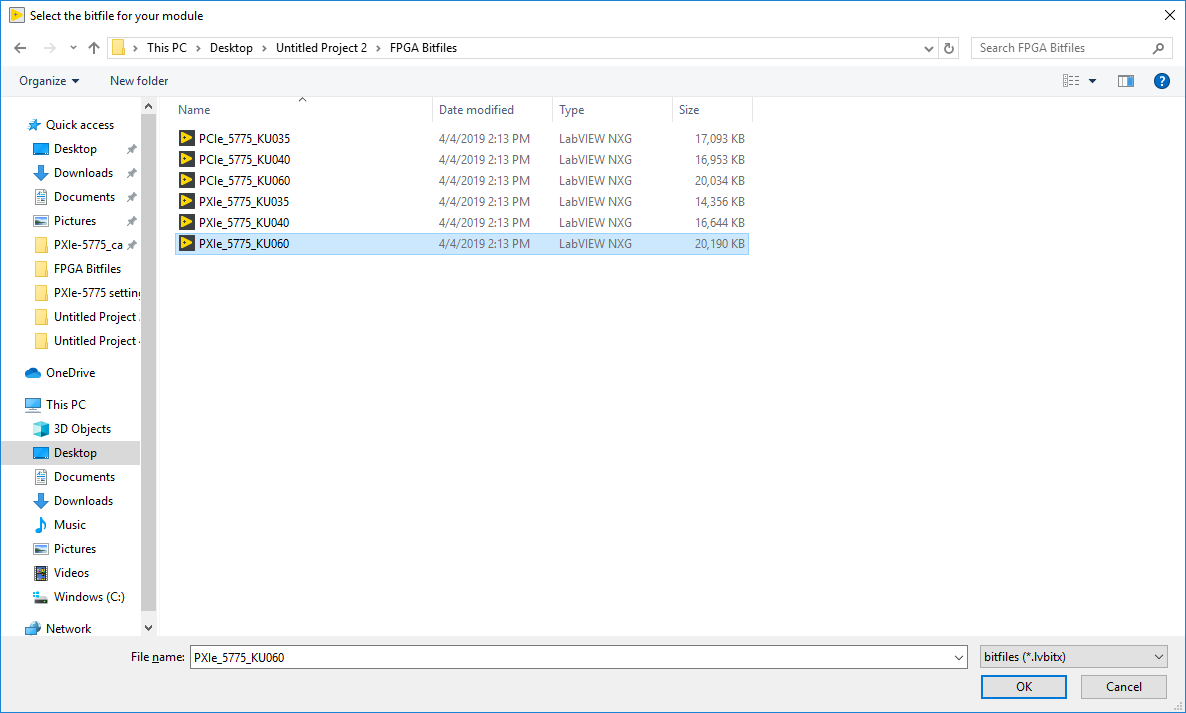 Select the bitfile for your module
This PC > Desktop > Untitled Project 2 > FPGA Bitfiles
Search FPGA Bitfiles
Organize New folder
Name Date modified Type Size
PCIe_5775_KU035 4/4/2019 2:13 PM LabVIEW NXG 17,093 KB
PCIe_5775_KU040 4/4/2019 2:13 PM LabVIEW NXG 16,953 KB
PCIe_5775_KU060 4/4/2019 2:13 PM LabVIEW NXG 20,034 KB
PXIe_5775_KU035 4/4/2019 2:13 PM LabVIEW NXG 14,356 KB
PXIe_5775_KU040 4/4/2019 2:13 PM LabVIEW NXG 16,644 KB
PXIe_5775_KU060 4/4/2019 2:13 PM LabVIEW NXG 20,190 KB
Quick access
Desktop
Downloads
Documents
Pictures
PXIe-5775_ca
FPGA Bitfiles
PXIe-5775 setting
Untitled Project
Untitled Project
OneDrive
This PC
3D Objects
Desktop
Documents
Downloads
Music
Pictures
Videos
Windows (C:)
Network
File name: PXIe_5775_KU060 bitfiles (*.lvbitx)
OK Cancel